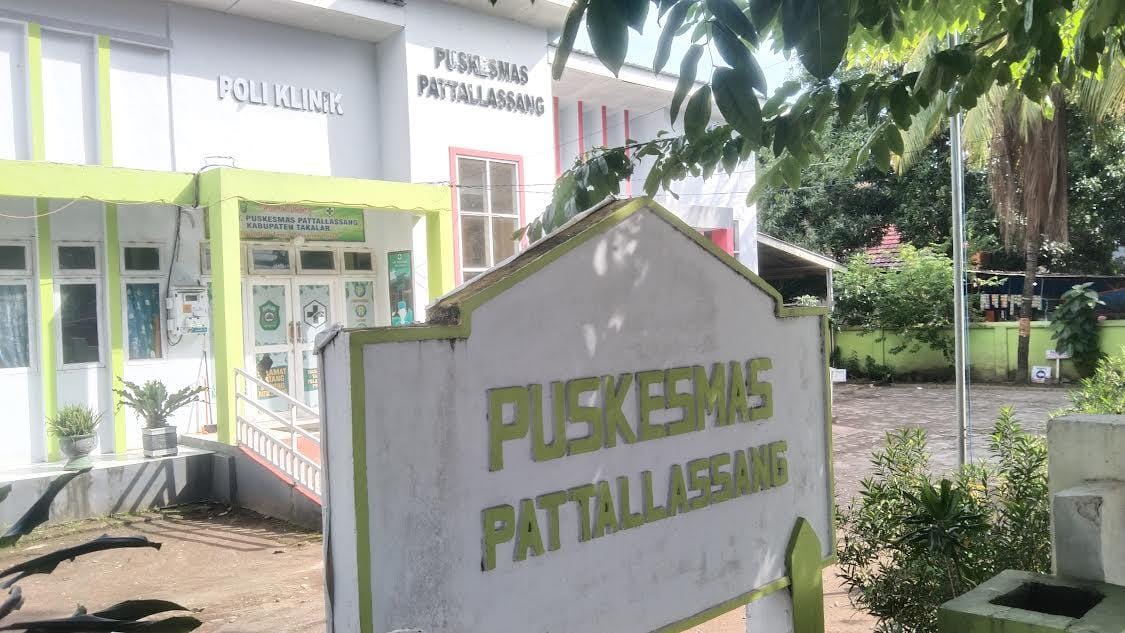 POLI KLINIK
PUSKESMAS
PATTALLASSANG
PUSKESMAS PATTALLASSANG
KABUPATEN TAKALAR
PUSKESMAS
PATTALLASSANG